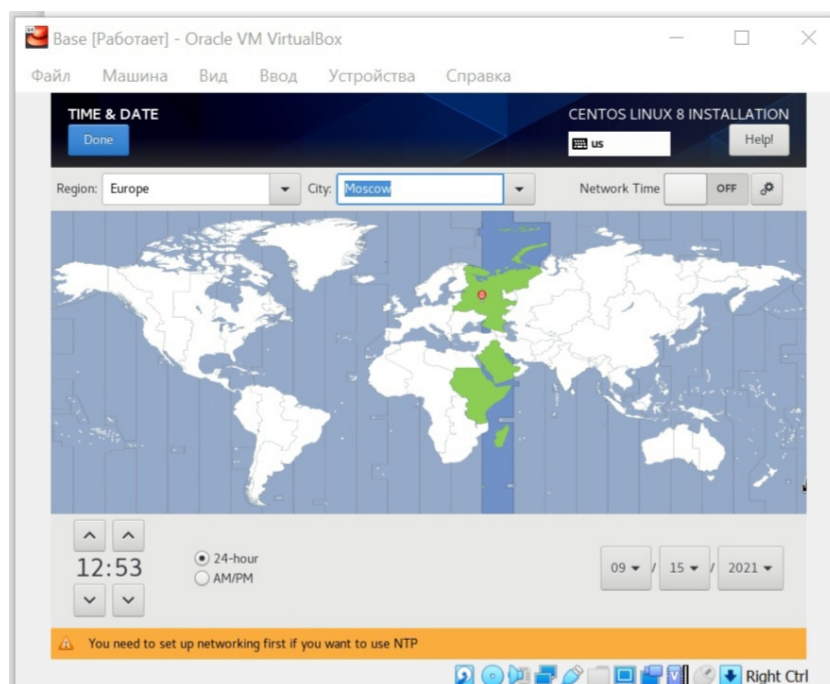 Base [Работает] - Oracle VM VirtualBox
Файл Машина Вид Ввод Устройства Справка
TIME & DATE
CENTOS LINUX 8 INSTALLATION
Done
us
Help!
Region: Europe City: Moscow Network Time OFF
12:53
24-hour
AM/PM
09 / 15 / 2021
You need to set up networking first if you want to use NTP
Right Ctrl